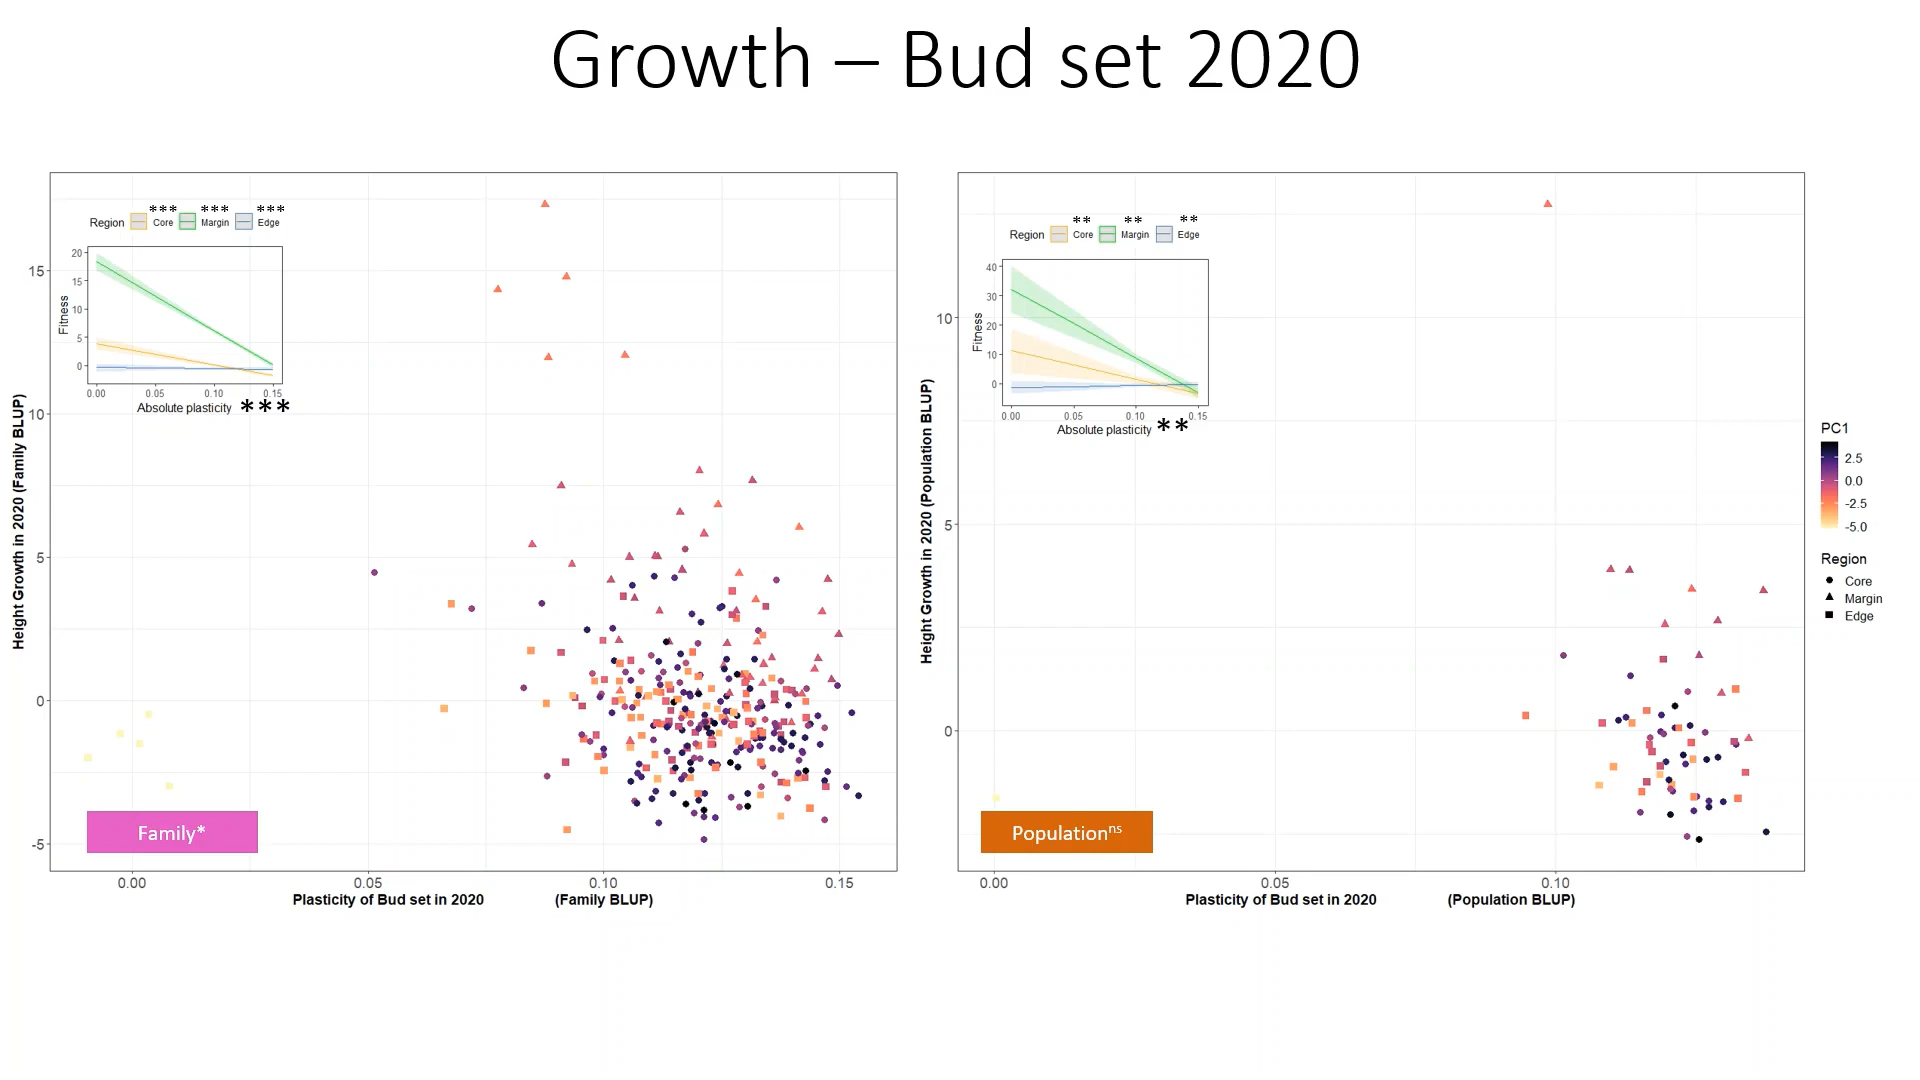 Growth – Bud set 2020
Region Core *** Margin *** Edge ***
20
15
10
5
0
Fitness
0.00 0.05 0.10 0.15
Absolute plasticity ***
15
10
5
0
-5
Height Growth in 2020 (Family BLUP)
Family*
0.00 0.05 0.10 0.15
Plasticity of Bud set in 2020 (Family BLUP)
Region Core ** Margin ** Edge **
40
30
20
10
0
Fitness
0.00 0.05 0.10 0.15
Absolute plasticity **
10
5
0
Height Growth in 2020 (Population BLUP)
Populationns
0.00 0.05 0.10
Plasticity of Bud set in 2020 (Population BLUP)
PC1
2.5
0.0
-2.5
-5.0
Region
Core
Margin
Edge